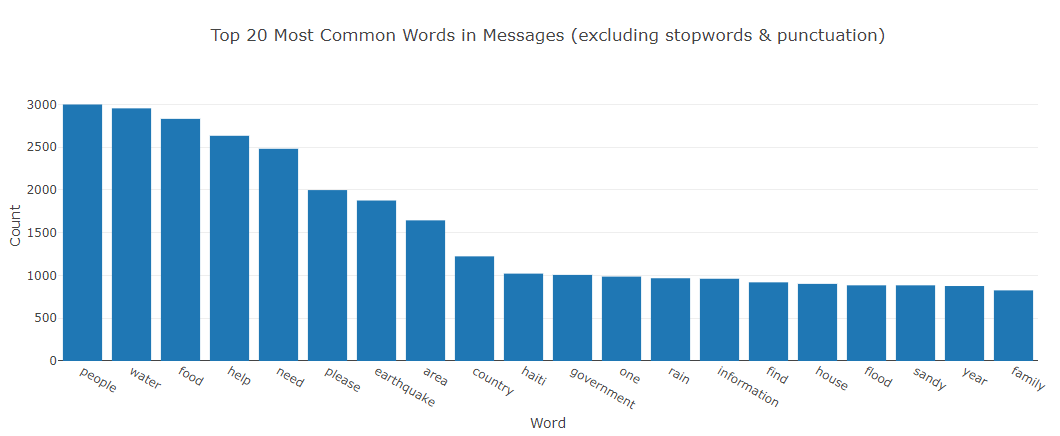 Top 20 Most Common Words in Messages (excluding stopwords & punctuation)
3000
2500
2000
1500
1000
500
0
Count
people
water
food
help
need
please
earthquake
area
country
haiti
government
one
rain
information
find
house
flood
sandy
year
family
Word